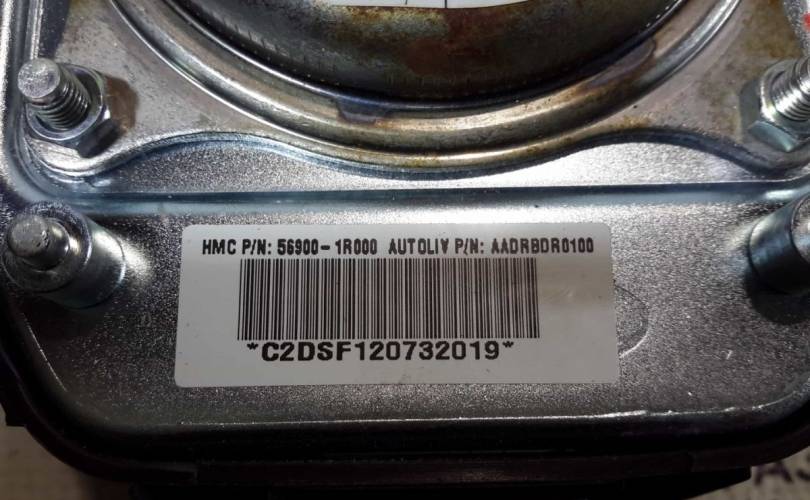 HMC P/N: 56900-1R000 AUTOLIV P/N: AADRBDR0100
*C2DSF120732019*